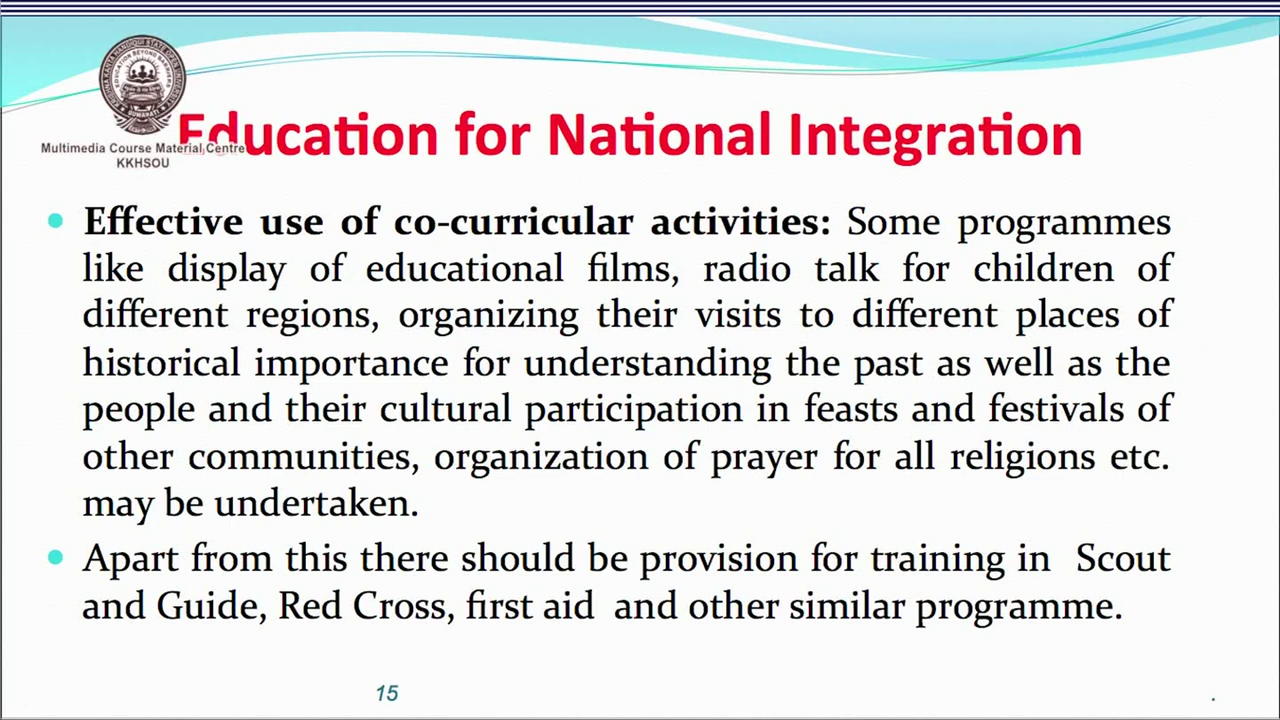 Education for National Integration
Multimedia Course Material Centre
KKHSOU
• Effective use of co-curricular activities: Some programmes
like display of educational films, radio talk for children of
different regions, organizing their visits to different places of
historical importance for understanding the past as well as the
people and their cultural participation in feasts and festivals of
other communities, organization of prayer for all religions etc.
may be undertaken.
• Apart from this there should be provision for training in Scout
and Guide, Red Cross, first aid and other similar programme.
15
.